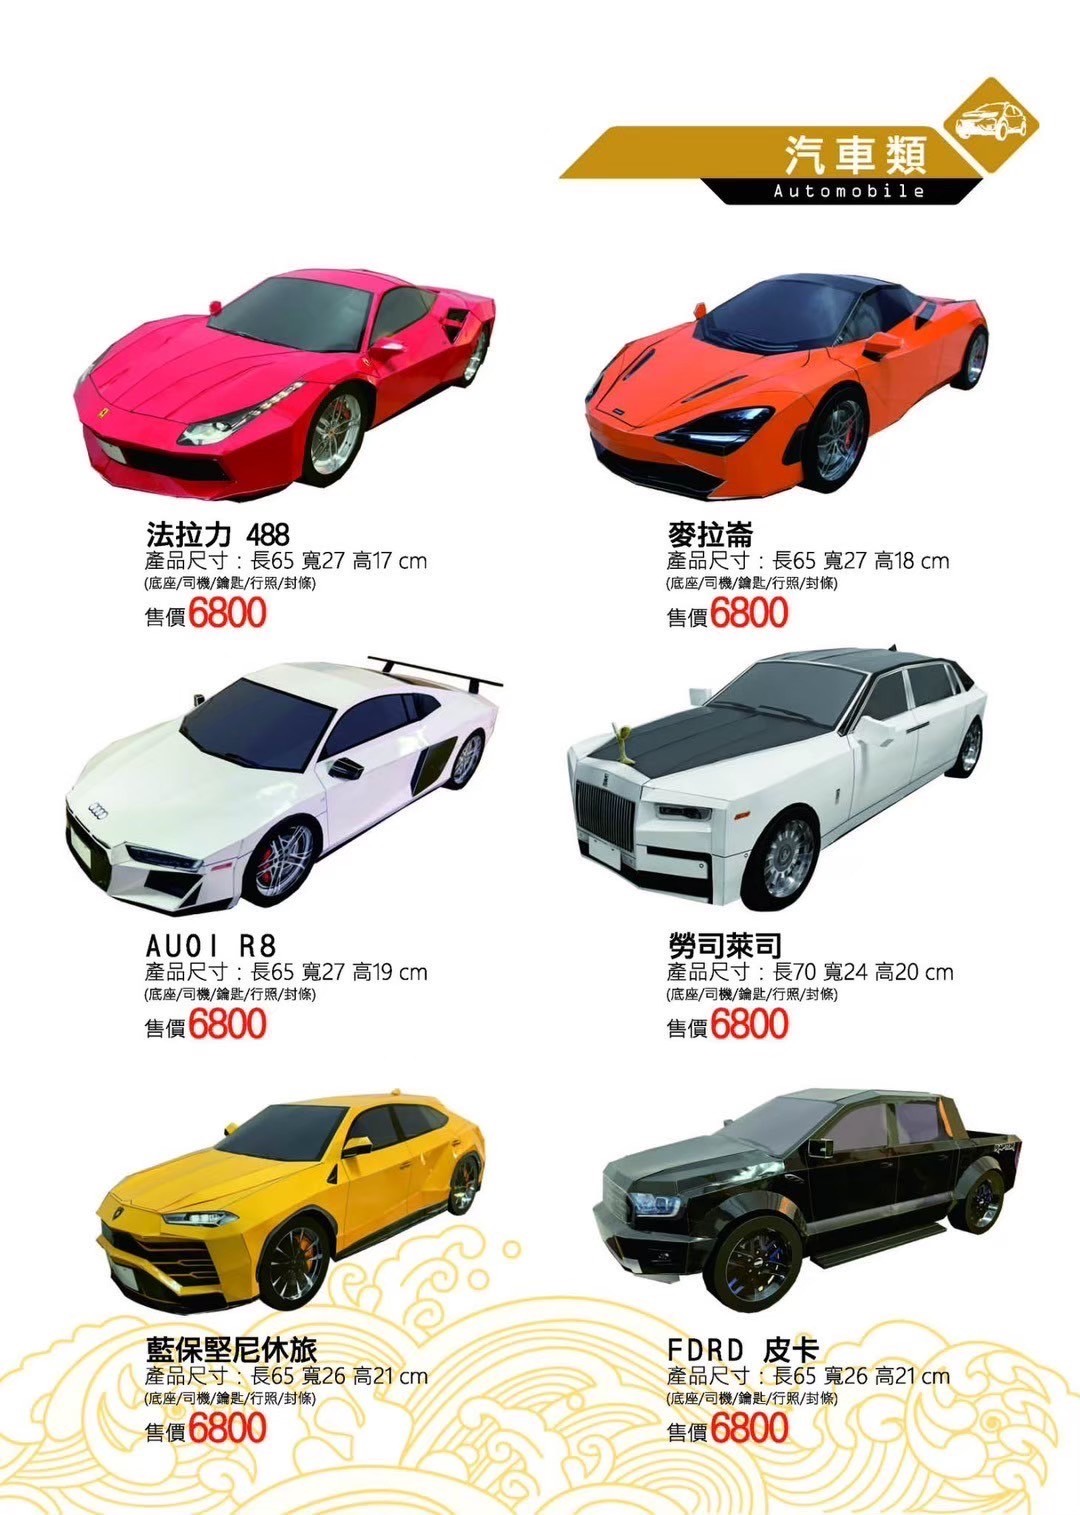 汽車類
Automobile
法拉力 488
產品尺寸：長65 寬27 高17 cm
(底座/司機/鑰匙/行照/封條)
售價6800
麥拉崙
產品尺寸：長65 寬27 高18 cm
(底座/司機/鑰匙/行照/封條)
售價6800
AUOI R8
產品尺寸：長65 寬27 高19 cm
(底座/司機/鑰匙/行照/封條)
售價6800
勞司萊司
產品尺寸：長70 寬24 高20 cm
(底座/司機/鑰匙/行照/封條)
售價6800
藍保堅尼休旅
產品尺寸：長65 寬26 高21 cm
(底座/司機/鑰匙/行照/封條)
售價6800
FDRD 皮卡
產品尺寸：長65 寬26 高21 cm
(底座/司機/鑰匙/行照/封條)
售價6800